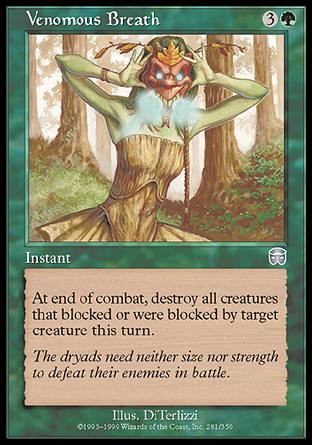 Venomous Breath 3
Instant
At end of combat, destroy all creatures
that blocked or were blocked by target
creature this turn.
The dryads need neither size nor strength
to defeat their enemies in battle.
Illus. DiTerlizzi
©1993-1999 Wizards of the Coast, Inc. 281/350